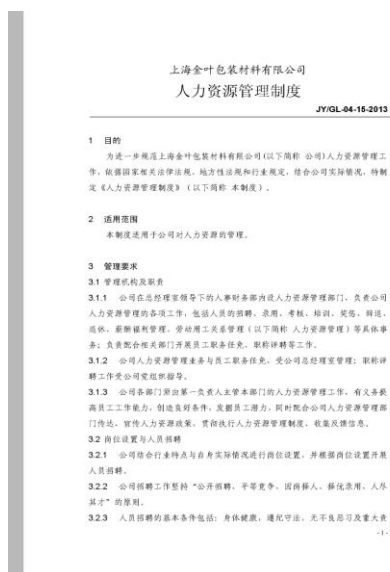 上海金叶包装材料有限公司
人力资源管理制度
JY/GL-04-15-2013
1 目的
为进一步规范上海金叶包装材料有限公司(以下简称 公司)人力资源管理工
作，依据国家相关法律法规、地方性法规和行业规定，结合公司实际情况，特制
定《人力资源管理制度》（以下简称 本制度）。
2 适用范围
本制度适用于公司对人力资源的管理。
3 管理要求
3.1 管理机构及职责
3.1.1 公司在总经理室领导下的人事财务部内设人力资源管理部门，负责公司
人力资源管理的各项工作，包括人员的招聘、录用、考核、培训、奖惩、辞退、
退休、薪酬福利管理、劳动用工关系管理（以下简称 人力资源管理）等具体事
务；负责配合相关部门开展员工职务任免、职称评聘等工作。
3.1.2 公司人力资源管理业务与员工职务任免，受公司总经理室管理；职称评
聘工作受公司党组织指导。
3.1.3 公司各部门须由第一负责人主管本部门的人力资源管理工作，有义务提
高员工工作能力，创造良好条件，发掘员工潜力，同时配合公司人力资源管理部
门传达、宣传人力资源政策，贯彻执行人力资源管理制度，收集反馈信息。
3.2 岗位设置与人员招聘
3.2.1 公司结合行业特点与自身实际情况进行岗位设置，并根据岗位设置开展
人员招聘。
3.2.2 公司招聘工作坚持“公开招聘、平等竞争、因岗择人、择优录用、人尽
其才”的原则。
3.2.3 人员招聘的基本条件包括：身体健康，遵纪守法，无不良恶习及重大责
-1-